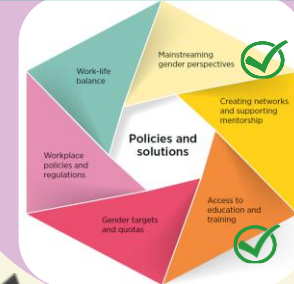 Mainstreaming
gender perspectives
Creating networks
and supporting
mentorship
Access to
education and
training
Gender targets
and quotas
Workplace
policies and
regulations
Work-life
balance
Policies and
solutions